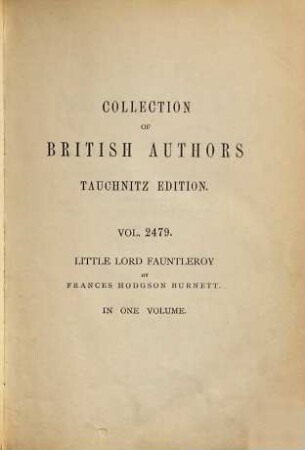 COLLECTION
OF
BRITISH AUTHORS
TAUCHNITZ EDITION.
VOL. 2479.
LITTLE LORD FAUNTLEROY
BY
FRANCES HODGSON BURNETT.
IN ONE VOLUME.